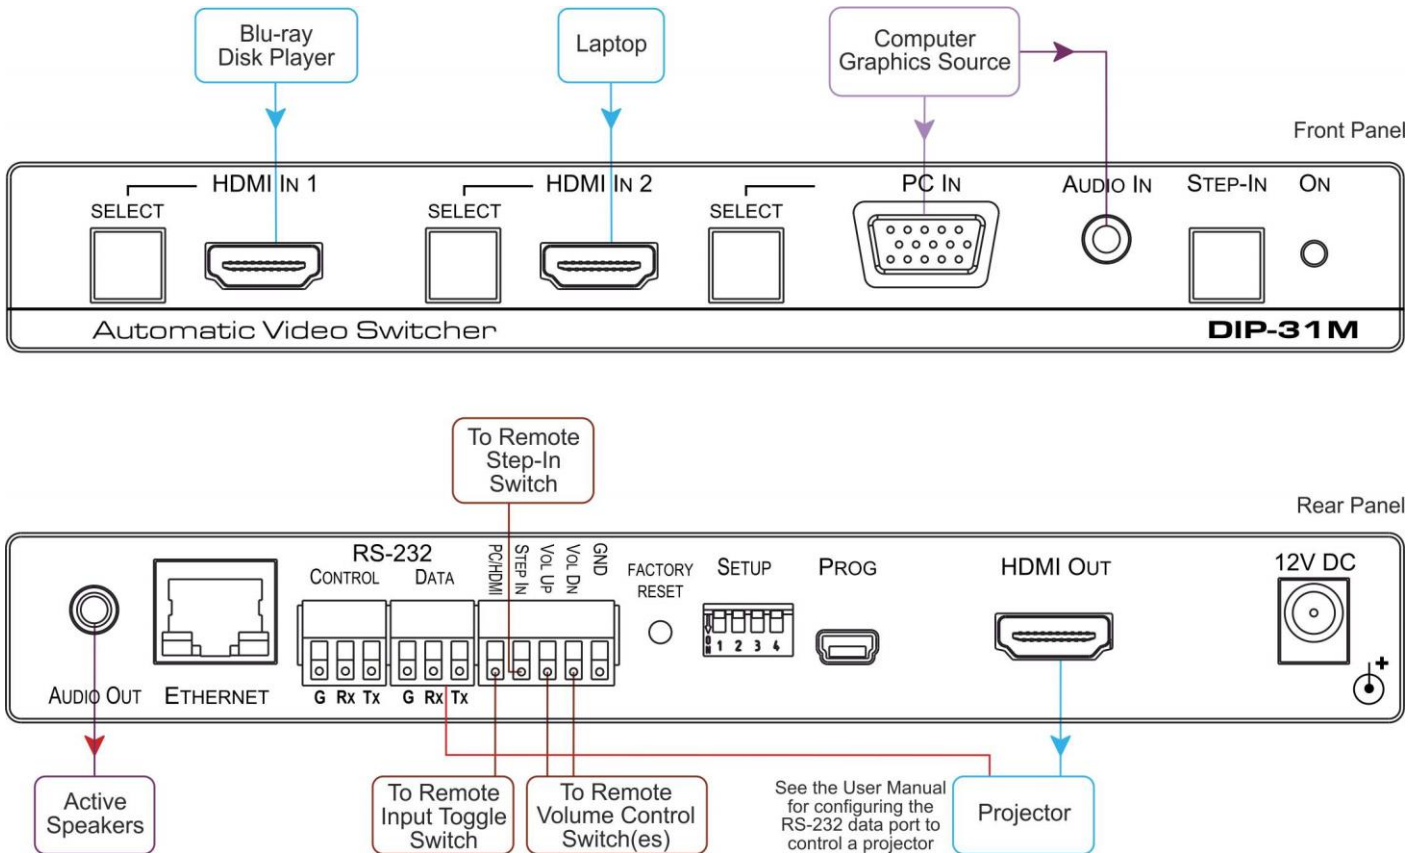 Blu-ray
Disk Player
Laptop
Computer
Graphics Source
Front Panel
HDMI IN 1
HDMI IN 2
PC IN
AUDIO IN
STEP-IN
ON
SELECT
SELECT
SELECT
Automatic Video Switcher
DIP-31M
To Remote
Step-In
Switch
Rear Panel
RS-232
CONTROL
DATA
PC/HDMI
STEP IN
VOL UP
VOL DN
GND
FACTORY
RESET
SETUP
PROG
HDMI OUT
12V DC
ON
1 2 3 4
+
AUDIO OUT
ETHERNET
G Rx Tx
G Rx Tx
Active
Speakers
To Remote
Input Toggle
Switch
To Remote
Volume Control
Switch(es)
See the User Manual
for configuring the
RS-232 data port to
control a projector
Projector